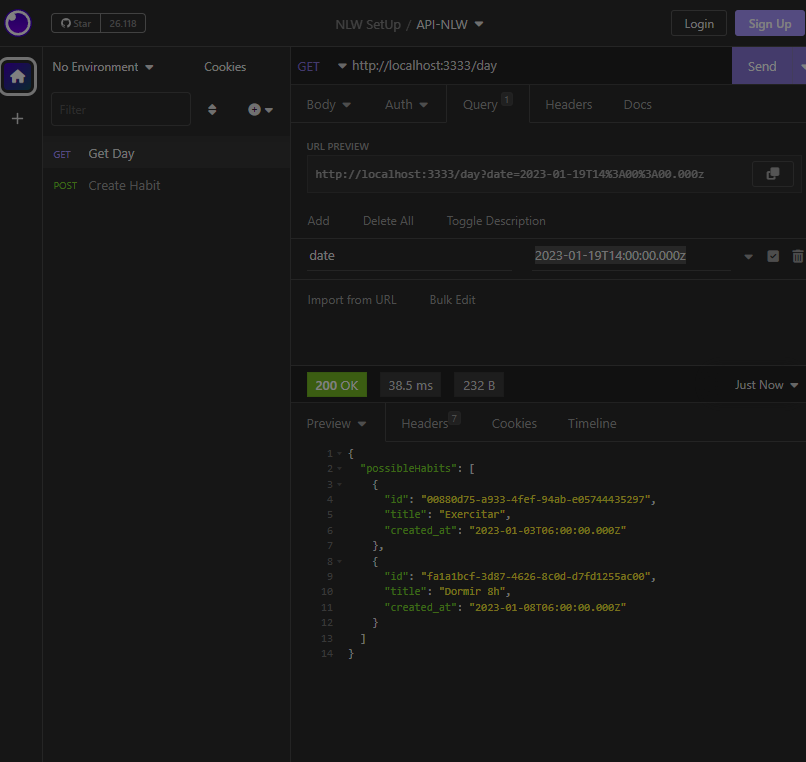 Star 26.118 NLW SetUp / API-NLW Login Sign Up
No Environment Cookies
Filter
GET Get Day
POST Create Habit
GET http://localhost:3333/day Send
Body Auth Query 1 Headers Docs
URL PREVIEW
http://localhost:3333/day?date=2023-01-19T14%3A00%3A00.000z
Add Delete All Toggle Description
date 2023-01-19T14:00:00.000z
Import from URL Bulk Edit
200 OK 38.5 ms 232 B Just Now
Preview Headers 7 Cookies Timeline
1 {
2 "possibleHabits": [
3 {
4 "id": "00880d75-a933-4fef-94ab-e05744435297",
5 "title": "Exercitar",
6 "created_at": "2023-01-03T06:00:00.000Z"
7 },
8 {
9 "id": "fa1a1bcf-3d87-4626-8c0d-d7fd1255ac00",
10 "title": "Dormir 8h",
11 "created_at": "2023-01-08T06:00:00.000Z"
12 }
13 ]
14 }